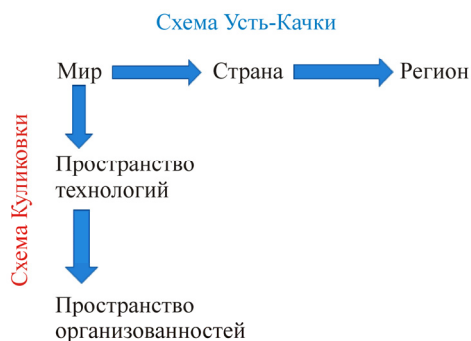 Схема Усть-Качки
Мир Страна Регион
Пространство
технологий
Схема Куликовки
Пространство
организованностей